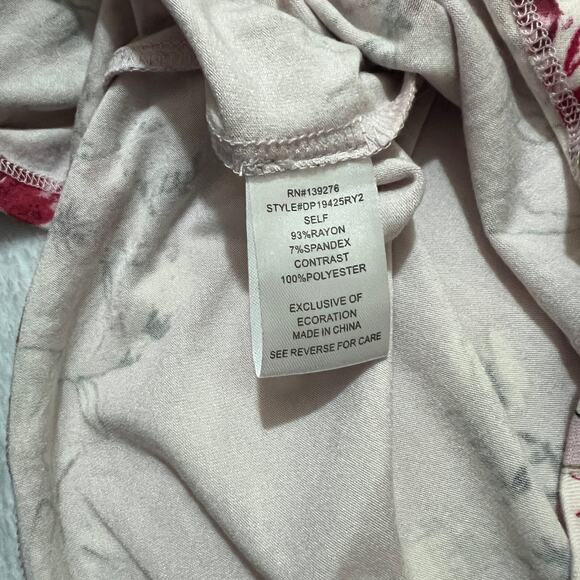 RN#139276
STYLE#DP19425RY2
SELF
93%RAYON
7%SPANDEX
CONTRAST
100%POLYESTER
EXCLUSIVE OF
ECORATION
MADE IN CHINA
SEE REVERSE FOR CARE